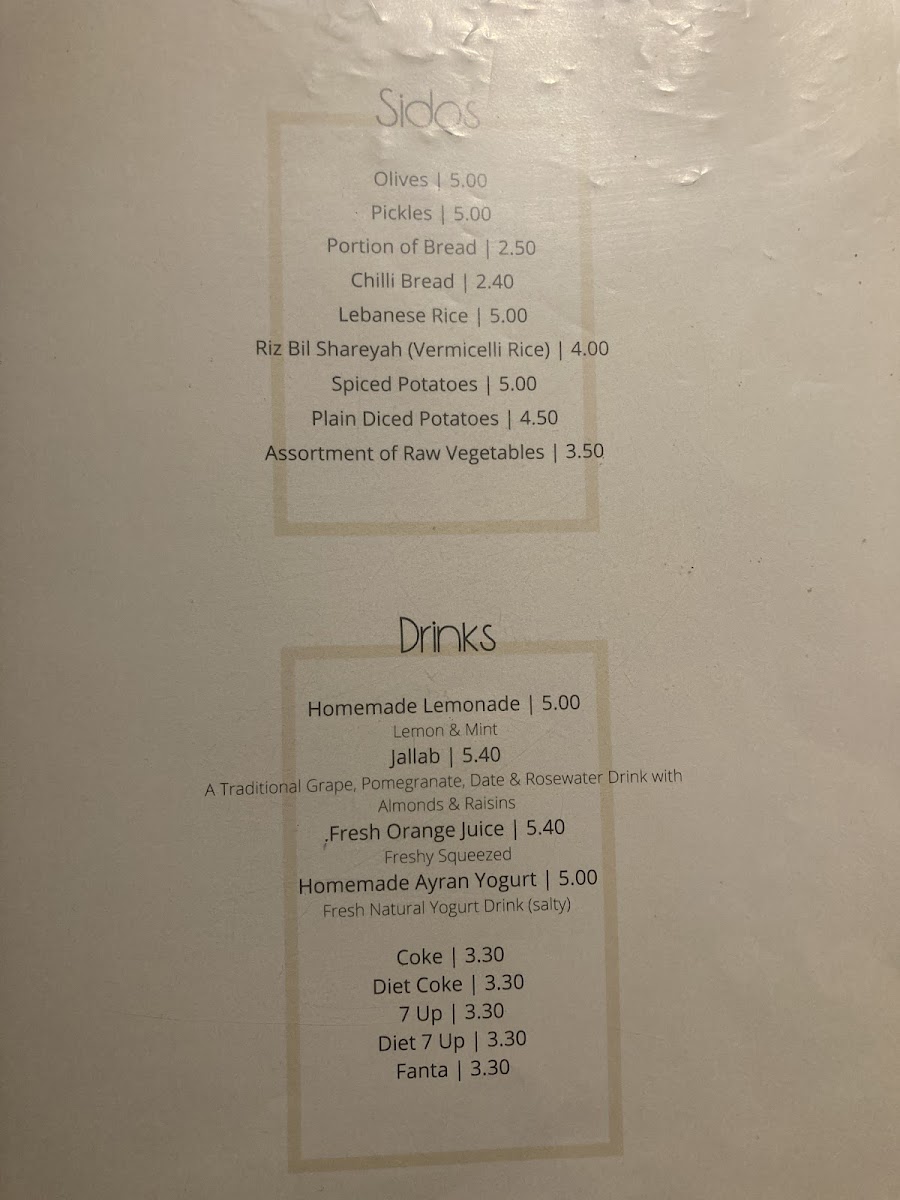 Sides
Olives | 5.00
Pickles | 5.00
Portion of Bread | 2.50
Chilli Bread | 2.40
Lebanese Rice | 5.00
Riz Bil Shareyah (Vermicelli Rice) | 4.00
Spiced Potatoes | 5.00
Plain Diced Potatoes | 4.50
Assortment of Raw Vegetables | 3.50
Drinks
Homemade Lemonade | 5.00
Lemon & Mint
Jallab | 5.40
A Traditional Grape, Pomegranate, Date & Rosewater Drink with
Almonds & Raisins
Fresh Orange Juice | 5.40
Freshy Squeezed
Homemade Ayran Yogurt | 5.00
Fresh Natural Yogurt Drink (salty)
Coke | 3.30
Diet Coke | 3.30
7 Up | 3.30
Diet 7 Up | 3.30
Fanta | 3.30